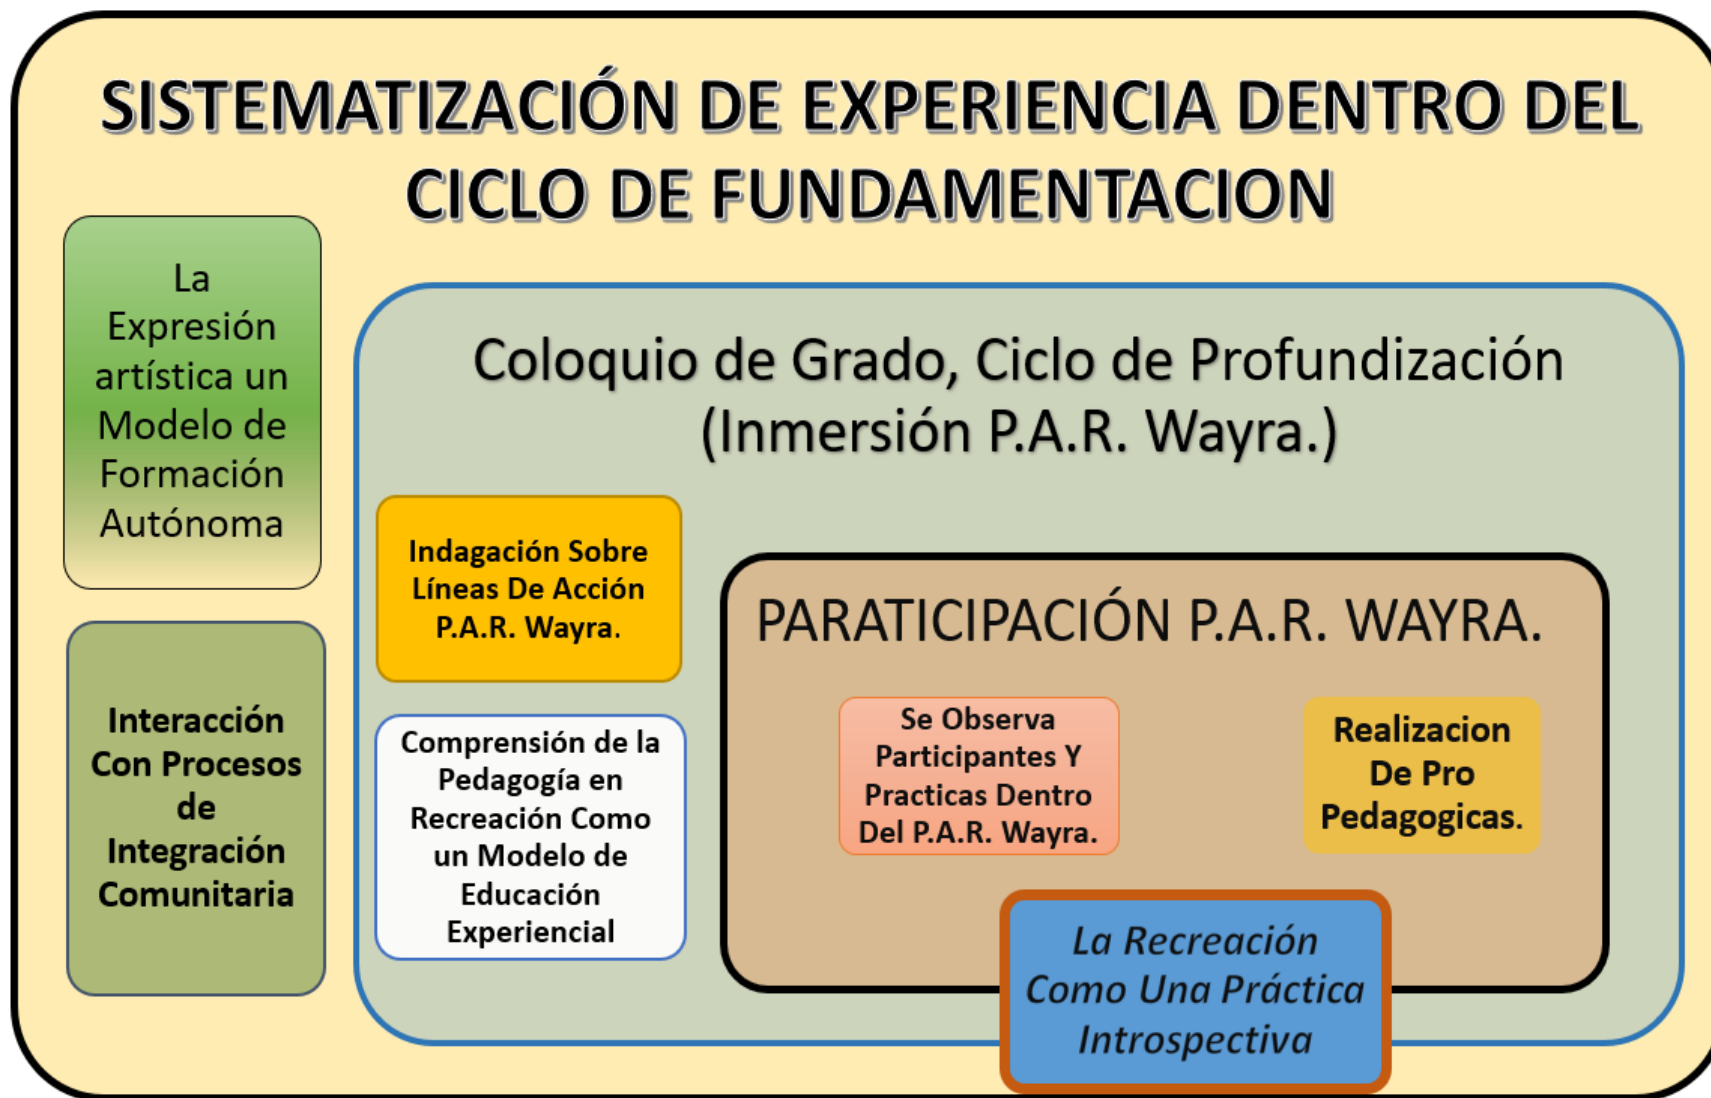 SISTEMATIZACIÓN DE EXPERIENCIA DENTRO DEL
CICLO DE FUNDAMENTACION
La
Expresión
artística un
Modelo de
Formación
Autónoma
Interacción
Con Procesos
de
Integración
Comunitaria
Coloquio de Grado, Ciclo de Profundización
(Inmersión P.A.R. Wayra.)
Indagación Sobre
Líneas De Acción
P.A.R. Wayra.
Comprensión de la
Pedagogía en
Recreación Como
un Modelo de
Educación
Experiencial
PARATICIPACIÓN P.A.R. WAYRA.
Se Observa
Participantes Y
Practicas Dentro
Del P.A.R. Wayra.
Realizacion
De Pro
Pedagogicas.
La Recreación
Como Una Práctica
Introspectiva